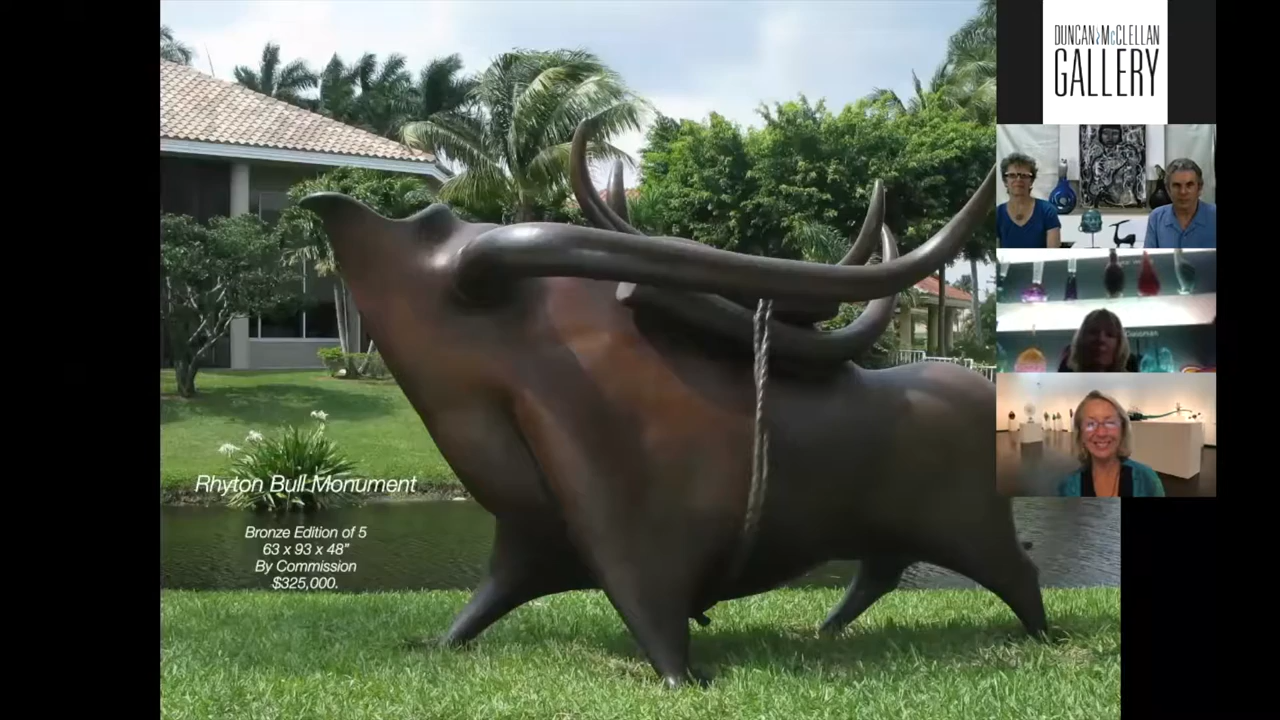 DUNCAN McCLELLAN
GALLERY
Rhyton Bull Monument
Bronze Edition of 5
63 x 93 x 48"
By Commission
$325,000.